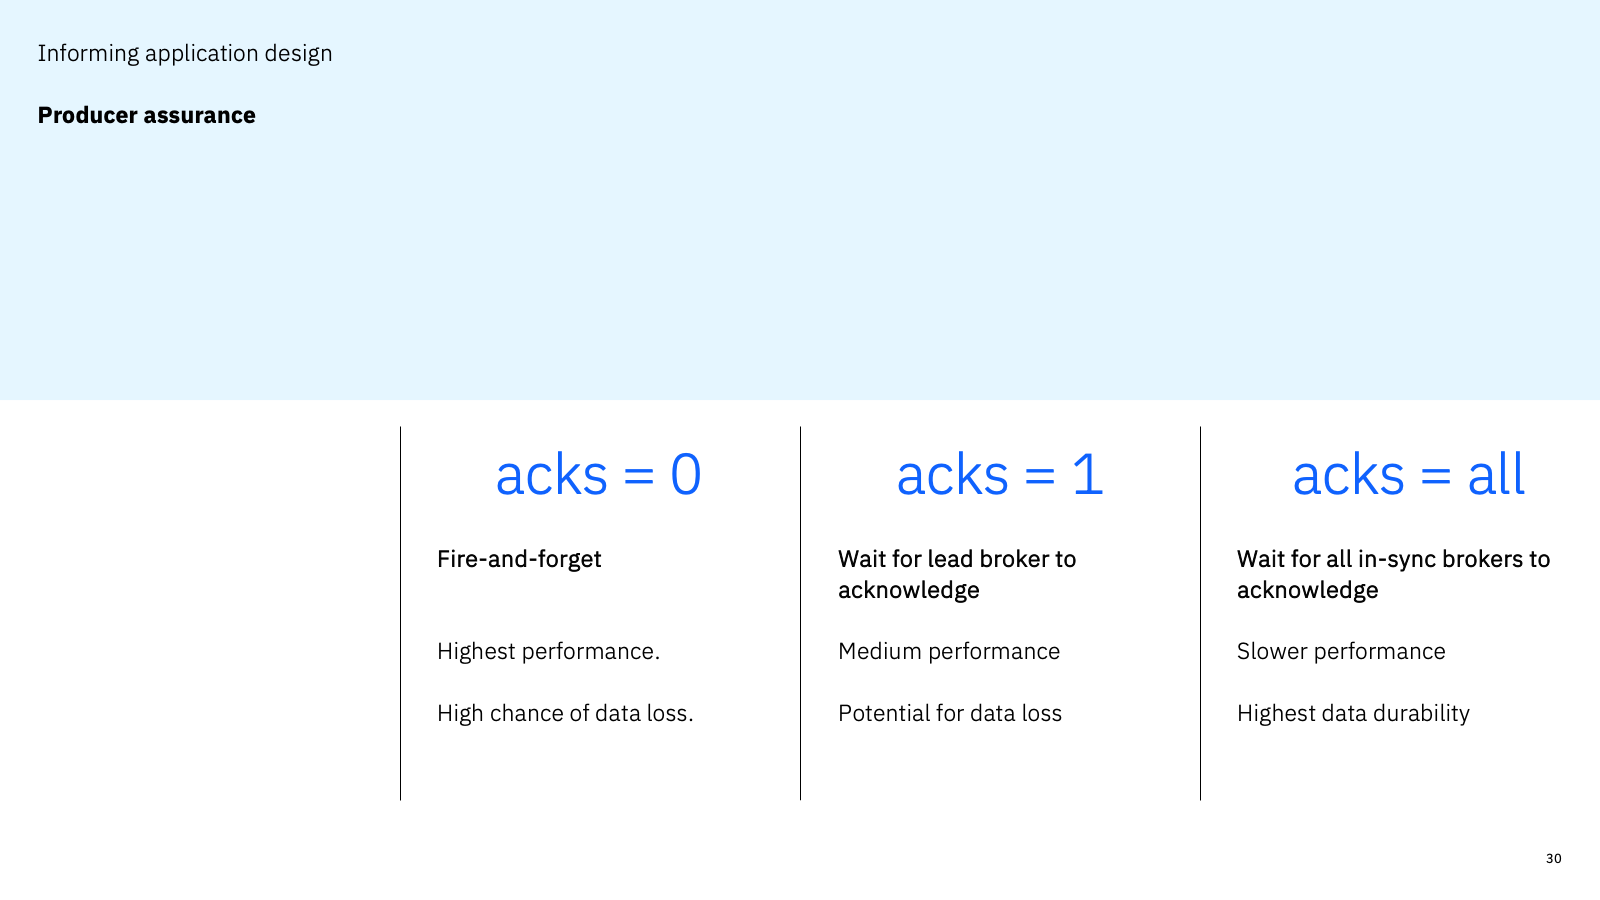 Informing application design
Producer assurance
acks = 0
Fire-and-forget
Highest performance.
High chance of data loss.
acks = 1
Wait for lead broker to
acknowledge
Medium performance
Potential for data loss
acks = all
Wait for all in-sync brokers to
acknowledge
Slower performance
Highest data durability
30